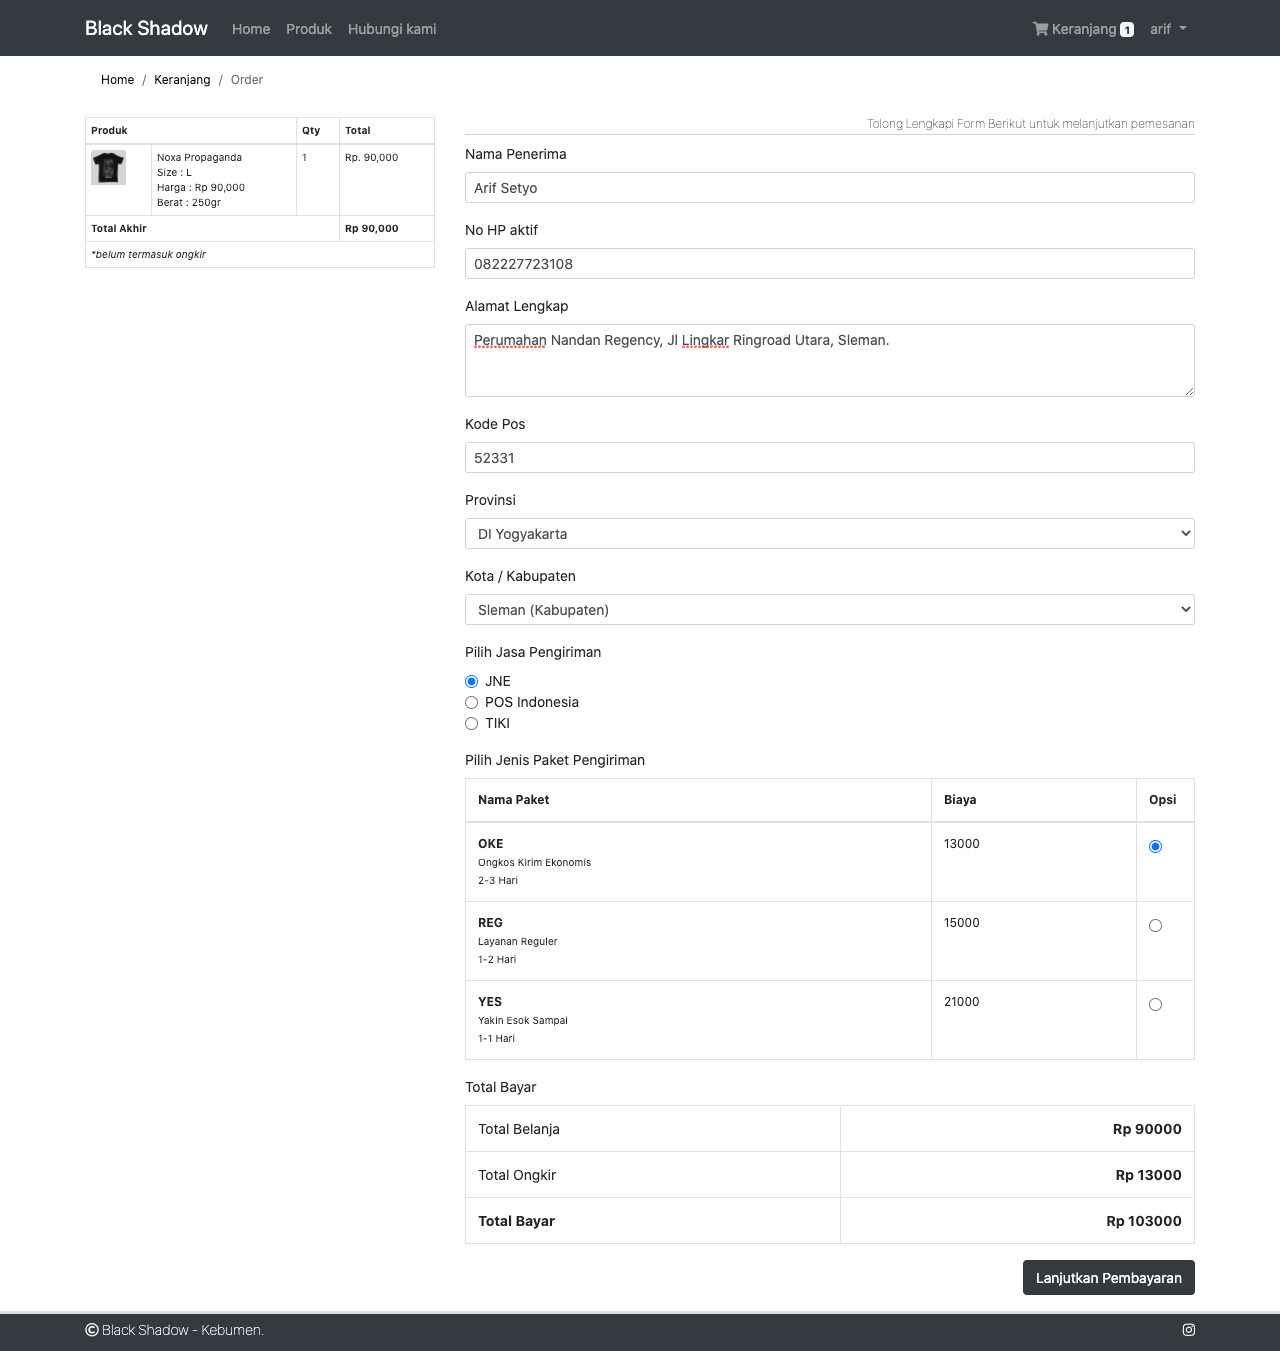 Black Shadow Home Produk Hubungi kami Keranjang 1 arif
Home / Keranjang / Order
Produk Qty Total
Noxa Propaganda 1 Rp. 90,000
Size : L
Harga : Rp 90,000
Berat : 250gr
Total Akhir Rp 90,000
*belum termasuk ongkir
Tolong Lengkapi Form Berikut untuk melanjutkan pemesanan
Nama Penerima
Arif Setyo
No HP aktif
082227723108
Alamat Lengkap
Perumahan Nandan Regency, Jl Lingkar Ringroad Utara, Sleman.
Kode Pos
52331
Provinsi
DI Yogyakarta
Kota / Kabupaten
Sleman (Kabupaten)
Pilih Jasa Pengiriman
JNE
POS Indonesia
TIKI
Pilih Jenis Paket Pengiriman
Nama Paket Biaya Opsi
OKE 13000
Ongkos Kirim Ekonomis
2-3 Hari
REG 15000
Layanan Reguler
1-2 Hari
YES 21000
Yakin Esok Sampai
1-1 Hari
Total Bayar
Total Belanja Rp 90000
Total Ongkir Rp 13000
Total Bayar Rp 103000
Lanjutkan Pembayaran
© Black Shadow - Kebumen.